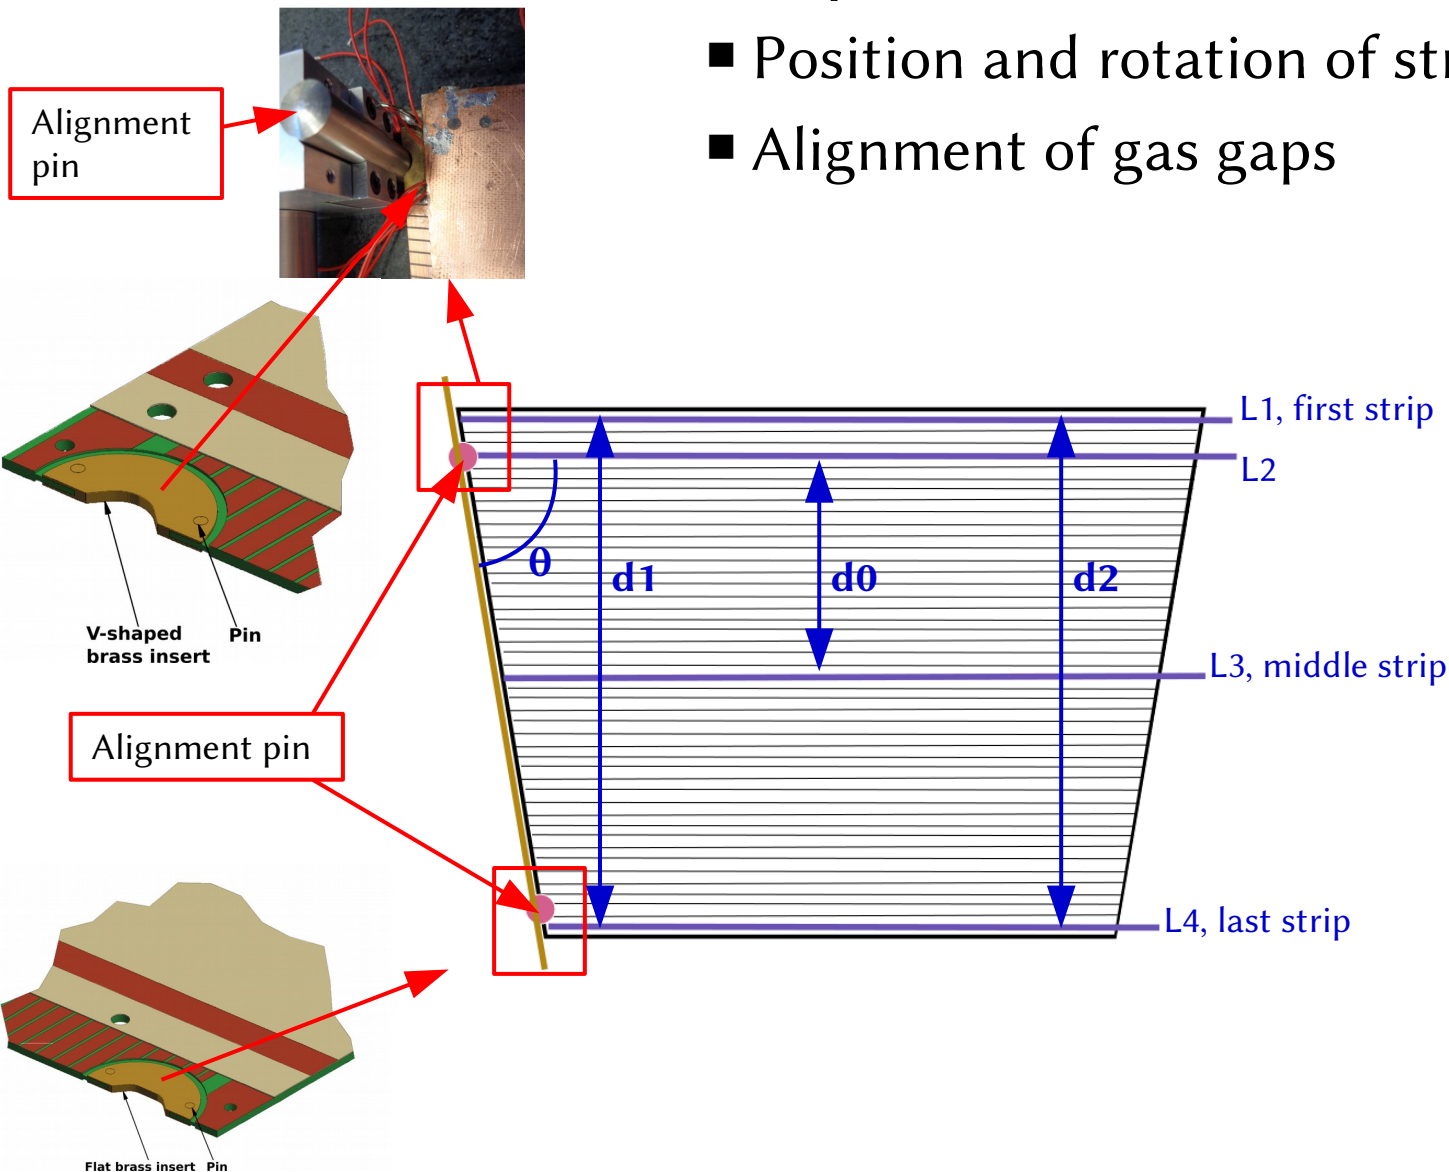 ■ Position and rotation of
■ Alignment of gas gaps
Alignment
pin
L1, first strip
L2
θ
d1
d0
d2
V-shaped
brass insert
Pin
L3, middle strip
Alignment pin
L4, last strip
Flat brass insert
Pin